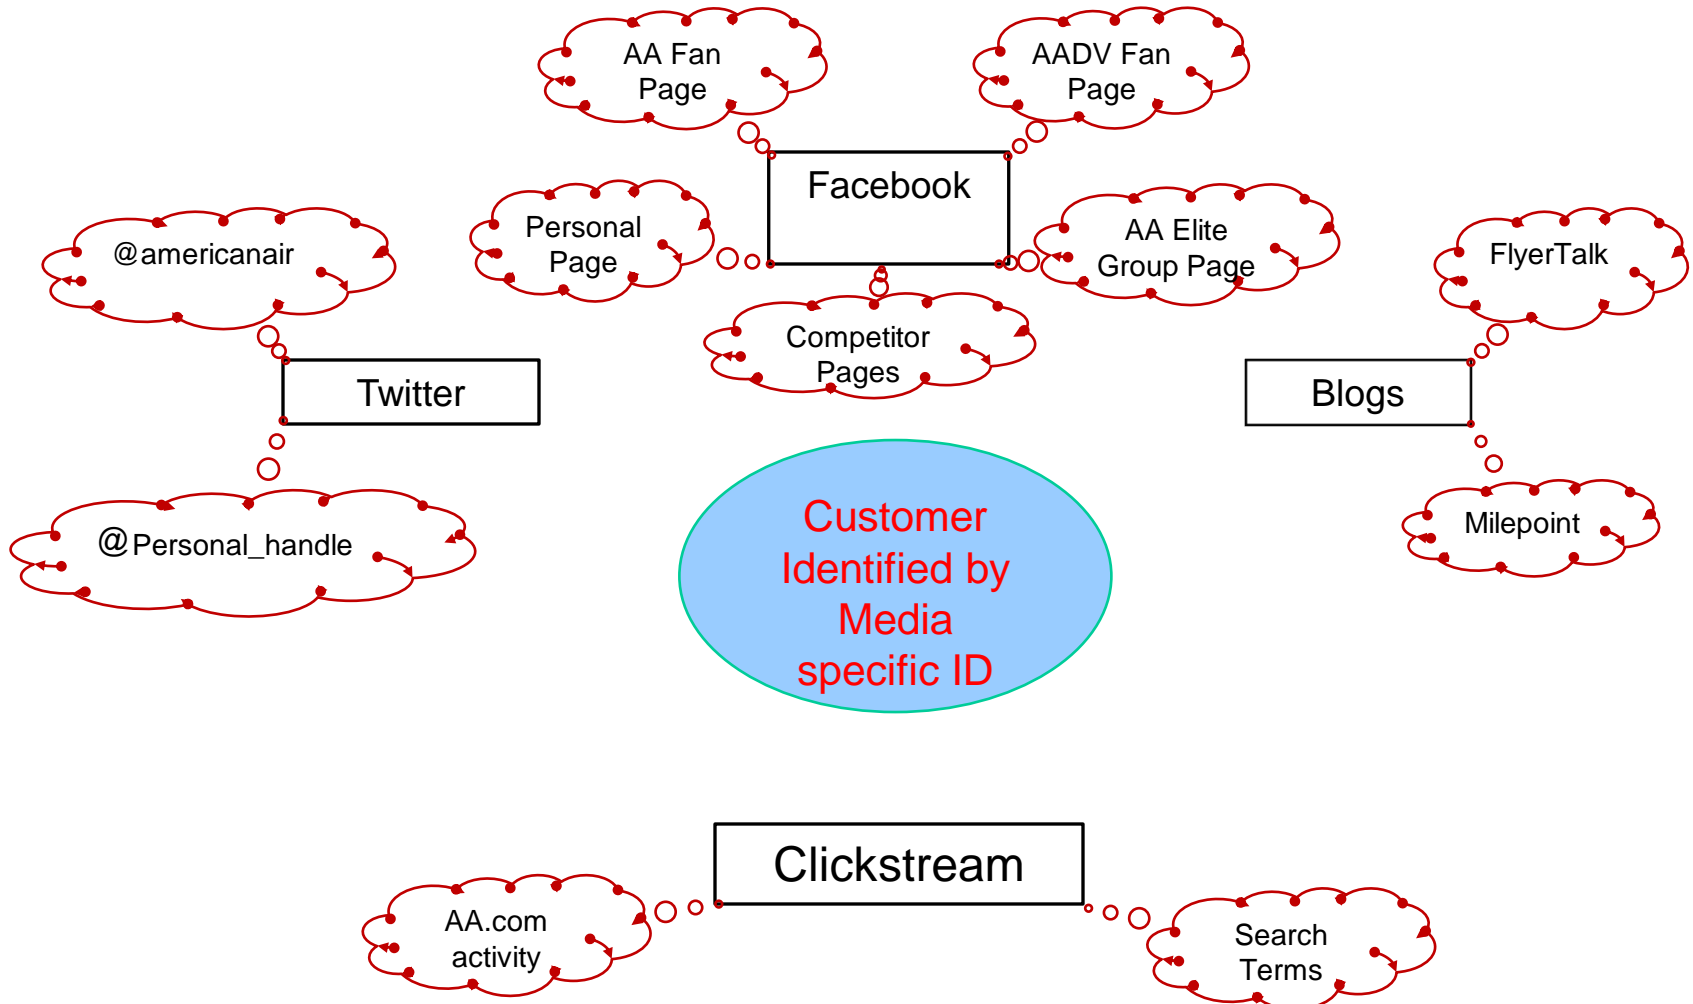 AA Fan
Page
AADV Fan
Page
Facebook
Personal
Page
AA Elite
Group Page
@americanair
FlyerTalk
Competitor
Pages
Twitter
Blogs
@Personal_handle
Milepoint
Customer
Identified by
Media
specific ID
Clickstream
AA.com
activity
Search
Terms